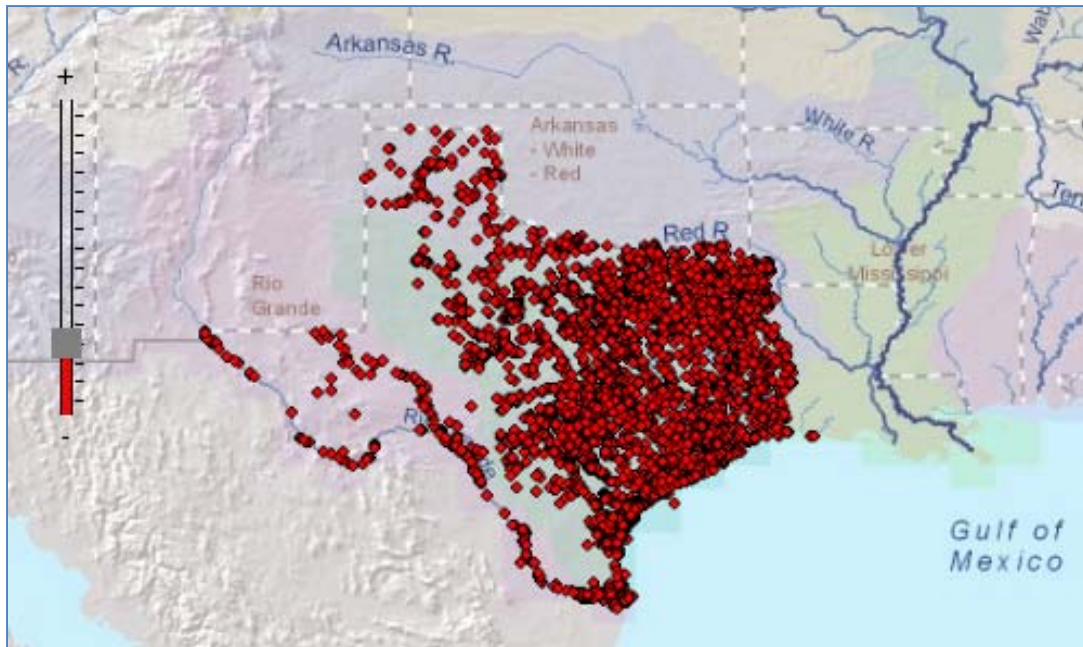 Arkansas R.
R.
+
White R.
Arkansas
- White
- Red
Red R
Lower
Mississippi
Rio
Grande
Gulf of
Mexico
-